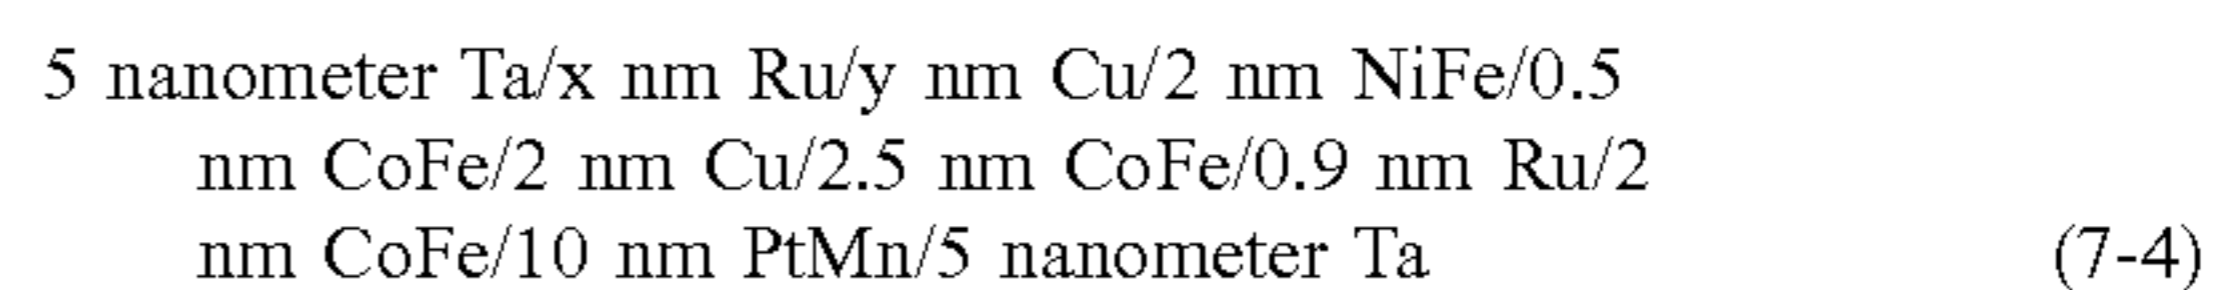 5 nanometer Ta/x nm Ru/y nm Cu/2 nm NiFe/0.5
nm CoFe/2 nm Cu/2.5 nm CoFe/0.9 nm Ru/2
nm CoFe/10 nm PtMn/5 nanometer Ta (7-4)